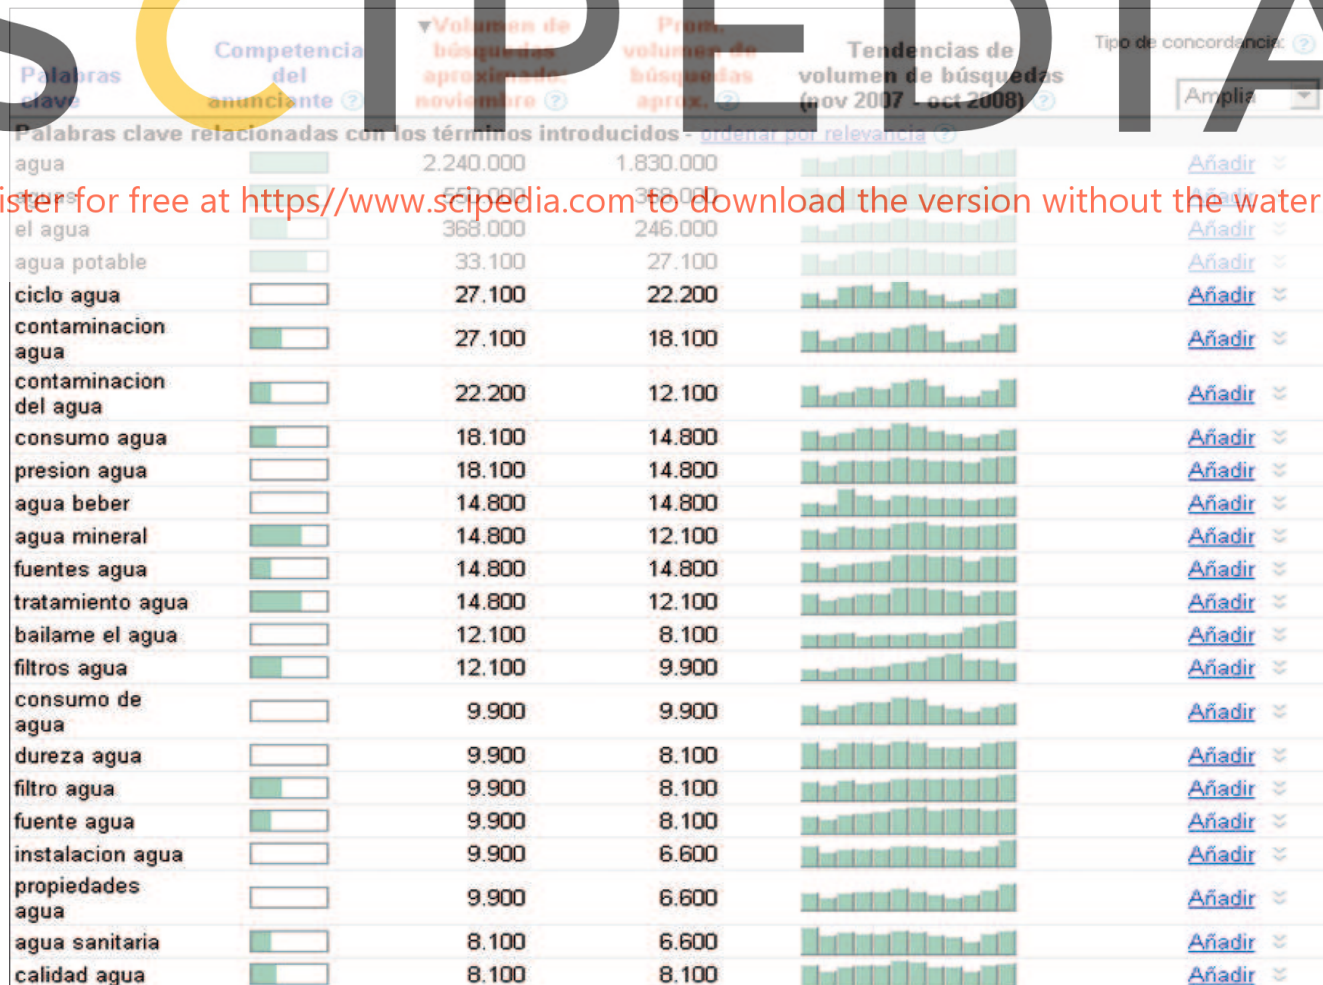 SCIPEDIA
Palabras clave
Competencia del anunciante ?
▼Volumen de búsquedas aproximado: noviembre ?
Prom. volumen de búsquedas aprox. ?
Tendencias de volumen de búsquedas (nov 2007 - oct 2008) ?
Tipo de concordancia: ?
Amplia
Palabras clave relacionadas con los términos introducidos - ordenar por relevancia ?
agua 2.240.000 1.830.000 Añadir
ister for free at https//www.scipedia.com to download the version without the water
aguas 550.000 368.000 Añadir
el agua 368.000 246.000 Añadir
agua potable 33.100 27.100 Añadir
ciclo agua 27.100 22.200 Añadir
contaminacion agua 27.100 18.100 Añadir
contaminacion del agua 22.200 12.100 Añadir
consumo agua 18.100 14.800 Añadir
presion agua 18.100 14.800 Añadir
agua beber 14.800 14.800 Añadir
agua mineral 14.800 12.100 Añadir
fuentes agua 14.800 14.800 Añadir
tratamiento agua 14.800 12.100 Añadir
bailame el agua 12.100 8.100 Añadir
filtros agua 12.100 9.900 Añadir
consumo de agua 9.900 9.900 Añadir
dureza agua 9.900 8.100 Añadir
filtro agua 9.900 8.100 Añadir
fuente agua 9.900 8.100 Añadir
instalacion agua 9.900 6.600 Añadir
propiedades agua 9.900 6.600 Añadir
agua sanitaria 8.100 6.600 Añadir
calidad agua 8.100 8.100 Añadir